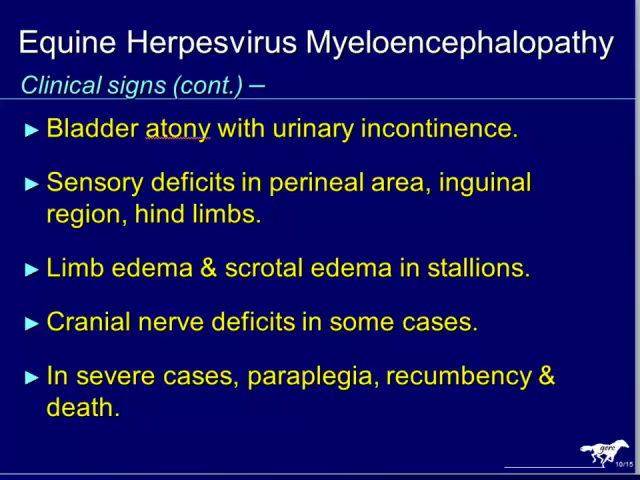 Equine Herpesvirus Myeloencephalopathy
Clinical signs (cont.) –
► Bladder atony with urinary incontinence.
► Sensory deficits in perineal area, inguinal
region, hind limbs.
► Limb edema & scrotal edema in stallions.
► Cranial nerve deficits in some cases.
► In severe cases, paraplegia, recumbency &
death.
gerc
10/15